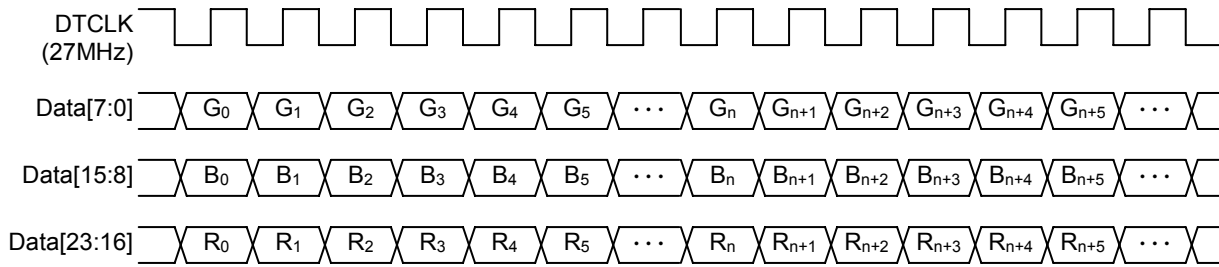 DTCLK
(27MHz)
Data[7:0] G0 G1 G2 G3 G4 G5 ··· Gn Gn+1 Gn+2 Gn+3 Gn+4 Gn+5 ···
Data[15:8] B0 B1 B2 B3 B4 B5 ··· Bn Bn+1 Bn+2 Bn+3 Bn+4 Bn+5 ···
Data[23:16] R0 R1 R2 R3 R4 R5 ··· Rn Rn+1 Rn+2 Rn+3 Rn+4 Rn+5 ···